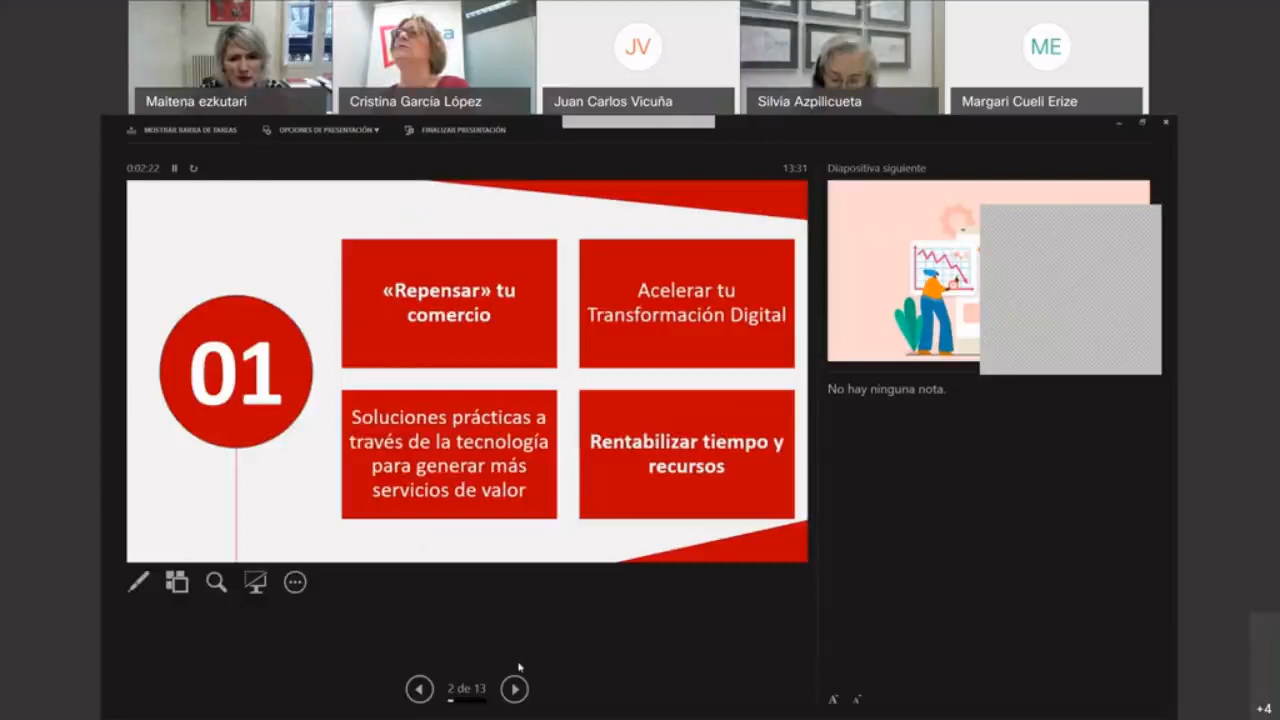 JV
ME
Maitena ezkutari
Cristina García López
Juan Carlos Vicuña
Silvia Azpilicueta
Margari Cueli Erize
MOSTRAR BARRA DE TAREAS
OPCIONES DE PRESENTACIÓN ▾
FINALIZAR PRESENTACIÓN
0:02:22
13:31
Diapositiva siguiente
01
«Repensar» tu
comercio
Acelerar tu
Transformación Digital
Soluciones prácticas a
través de la tecnología
para generar más
servicios de valor
Rentabilizar tiempo y
recursos
No hay ninguna nota.
2 de 13
A A
+4